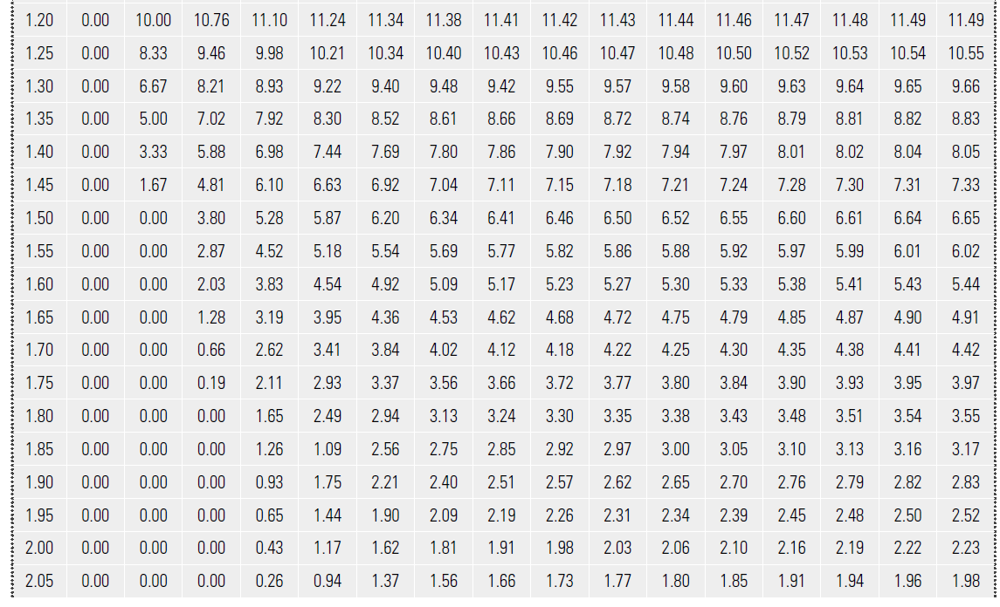 1.20 0.00 10.00 10.76 11.10 11.24 11.34 11.38 11.41 11.42 11.43 11.44 11.46 11.47 11.48 11.49 11.49
1.25 0.00 8.33 9.46 9.98 10.21 10.34 10.40 10.43 10.46 10.47 10.48 10.50 10.52 10.53 10.54 10.55
1.30 0.00 6.67 8.21 8.93 9.22 9.40 9.48 9.42 9.55 9.57 9.58 9.60 9.63 9.64 9.65 9.66
1.35 0.00 5.00 7.02 7.92 8.30 8.52 8.61 8.66 8.69 8.72 8.74 8.76 8.79 8.81 8.82 8.83
1.40 0.00 3.33 5.88 6.98 7.44 7.69 7.80 7.86 7.90 7.92 7.94 7.97 8.01 8.02 8.04 8.05
1.45 0.00 1.67 4.81 6.10 6.63 6.92 7.04 7.11 7.15 7.18 7.21 7.24 7.28 7.30 7.31 7.33
1.50 0.00 0.00 3.80 5.28 5.87 6.20 6.34 6.41 6.46 6.50 6.52 6.55 6.60 6.61 6.64 6.65
1.55 0.00 0.00 2.87 4.52 5.18 5.54 5.69 5.77 5.82 5.86 5.88 5.92 5.97 5.99 6.01 6.02
1.60 0.00 0.00 2.03 3.83 4.54 4.92 5.09 5.17 5.23 5.27 5.30 5.33 5.38 5.41 5.43 5.44
1.65 0.00 0.00 1.28 3.19 3.95 4.36 4.53 4.62 4.68 4.72 4.75 4.79 4.85 4.87 4.90 4.91
1.70 0.00 0.00 0.66 2.62 3.41 3.84 4.02 4.12 4.18 4.22 4.25 4.30 4.35 4.38 4.41 4.42
1.75 0.00 0.00 0.19 2.11 2.93 3.37 3.56 3.66 3.72 3.77 3.80 3.84 3.90 3.93 3.95 3.97
1.80 0.00 0.00 0.00 1.65 2.49 2.94 3.13 3.24 3.30 3.35 3.38 3.43 3.48 3.51 3.54 3.55
1.85 0.00 0.00 0.00 1.26 1.09 2.56 2.75 2.85 2.92 2.97 3.00 3.05 3.10 3.13 3.16 3.17
1.90 0.00 0.00 0.00 0.93 1.75 2.21 2.40 2.51 2.57 2.62 2.65 2.70 2.76 2.79 2.82 2.83
1.95 0.00 0.00 0.00 0.65 1.44 1.90 2.09 2.19 2.26 2.31 2.34 2.39 2.45 2.48 2.50 2.52
2.00 0.00 0.00 0.00 0.43 1.17 1.62 1.81 1.91 1.98 2.03 2.06 2.10 2.16 2.19 2.22 2.23
2.05 0.00 0.00 0.00 0.26 0.94 1.37 1.56 1.66 1.73 1.77 1.80 1.85 1.91 1.94 1.96 1.98